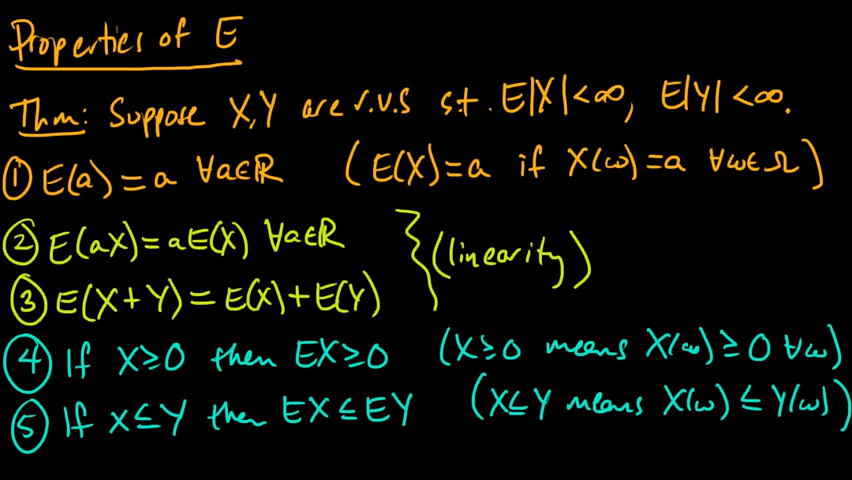 Properties of E
Thm: Suppose X,Y are r.v.s s.t. E|X|<∞, E|Y|<∞.
① E(a)=a ∀a∈ℝ (E(X)=a if X(ω)=a ∀ω∈Ω)
② E(aX)=aE(X) ∀a∈ℝ
(linearity)
③ E(X+Y)=E(X)+E(Y)
④ If X≥0 then EX≥0 (X≥0 means X(ω)≥0 ∀ω)
⑤ If X≤Y then EX≤EY (X≤Y means X(ω)≤Y(ω))